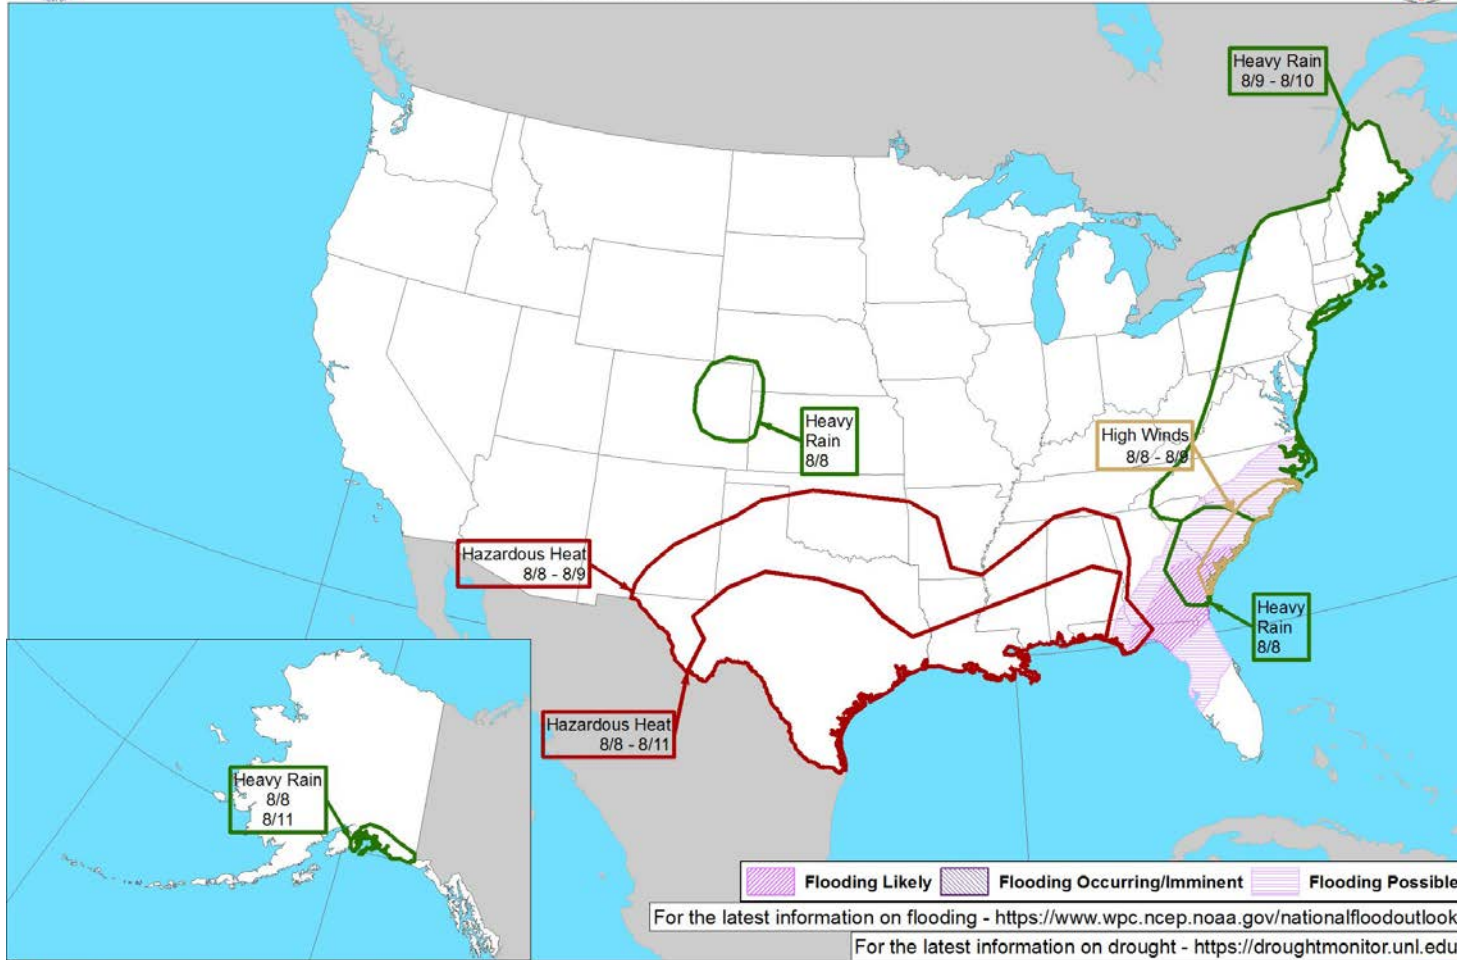 Heavy Rain
8/9 - 8/10
Heavy
Rain
8/8
High Winds
8/8 - 8/9
Hazardous Heat
8/8 - 8/9
Heavy
Rain
8/8
Hazardous Heat
8/8 - 8/11
Heavy Rain
8/8
8/11
Flooding Likely
Flooding Occurring/Imminent
Flooding Possible
For the latest information on flooding - https://www.wpc.ncep.noaa.gov/nationalfloodoutlook
For the latest information on drought - https://droughtmonitor.unl.edu